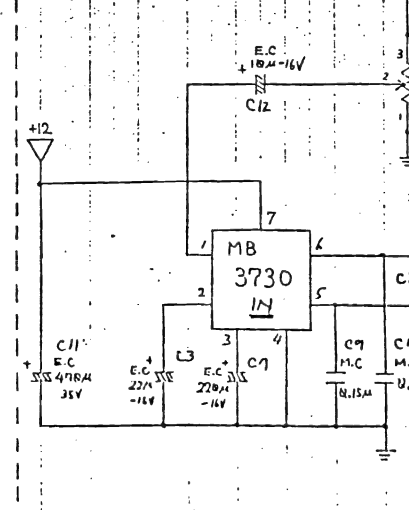 E.C
+ 10μ-16V
C12
3
2
1
+12
7
1
MB
3730
IN
6
2
5
3
4
C11
+ E.C
470μ
35V
+ C3
E.C
22μ
-16V
+ C7
E.C
220μ
-16V
C9
M.C
0.15μ
M.C